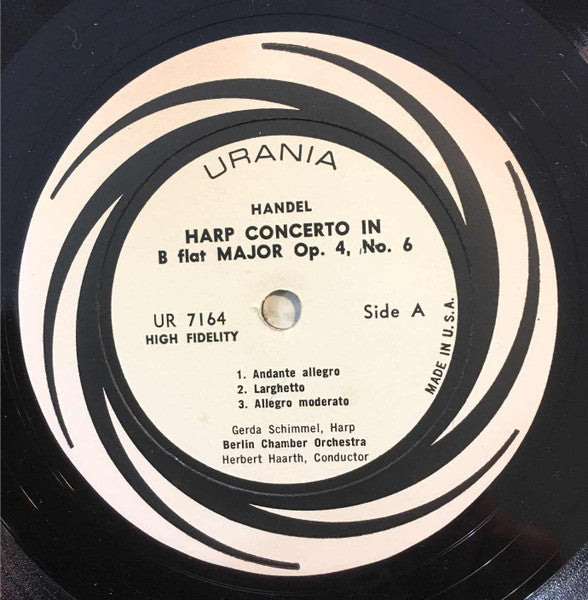 URANIA
HANDEL
HARP CONCERTO IN
B flat MAJOR Op. 4, No. 6
UR 7164
HIGH FIDELITY
Side A
MADE IN U.S.A.
1. Andante allegro
2. Larghetto
3. Allegro moderato
Gerda Schimmel, Harp
Berlin Chamber Orchestra
Herbert Haarth, Conductor